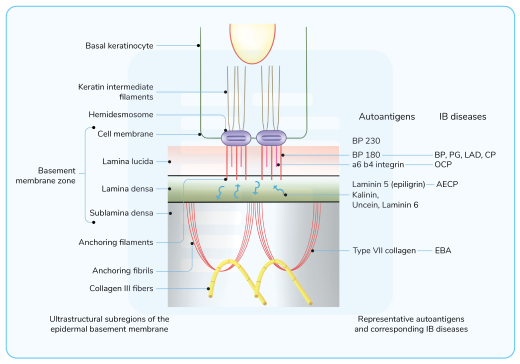 Basal keratinocyte
Keratin intermediate
filaments
Hemidesmosome
Cell membrane
Lamina lucida
Basement
membrane zone
Lamina densa
Sublamina densa
Anchoring filaments
Anchoring fibrils
Collagen III fibers
Ultrastructural subregions of the
epidermal basement membrane
Autoantigens
IB diseases
BP 230
BP 180
BP, PG, LAD, CP
a6 b4 integrin
OCP
Laminin 5 (epiligrin)
AECP
Kalinin,
Uncein, Laminin 6
Type VII collagen
EBA
Representative autoantigens
and corresponding IB diseases